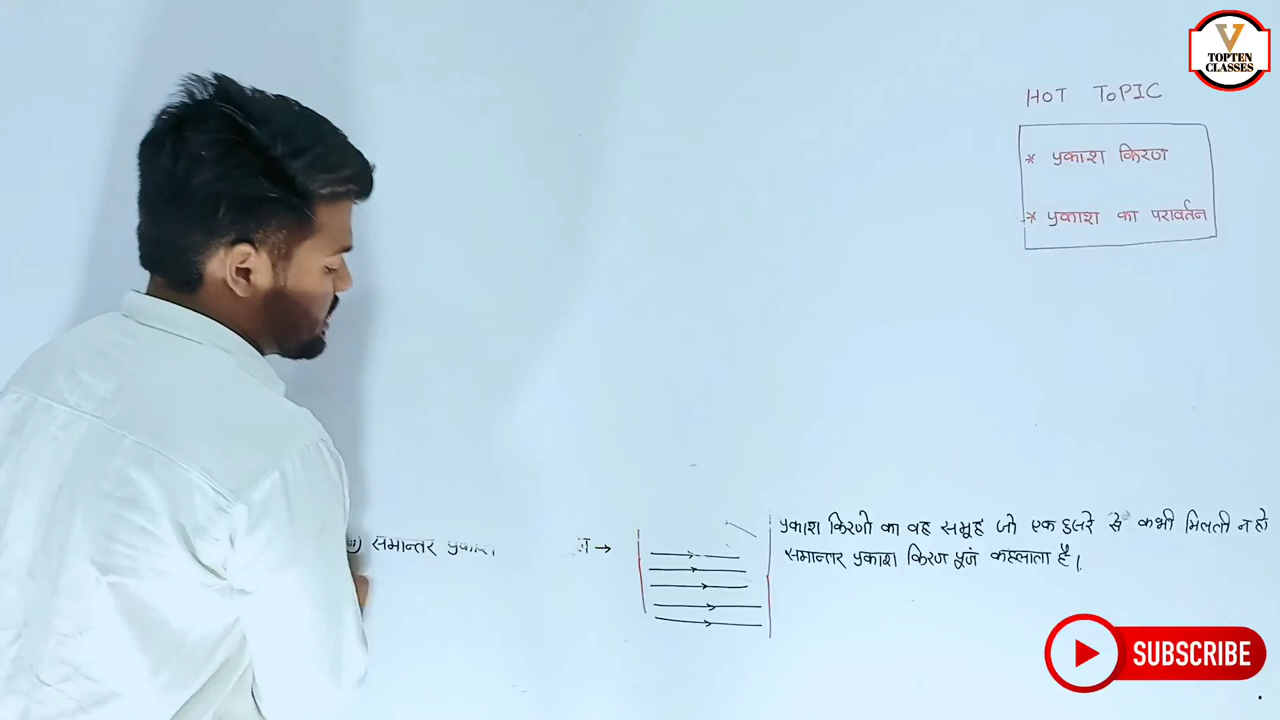 V
TOPTEN
CLASSES
HOT TOPIC
* प्रकाश किरण
* प्रकाश का परावर्तन
समान्तर प्रकाश →
प्रकाश किरणो का वह समूह जो एक दुसरे से कभी मिलती न हो
समान्तर प्रकाश किरण पूजं कहलाता है।
SUBSCRIBE